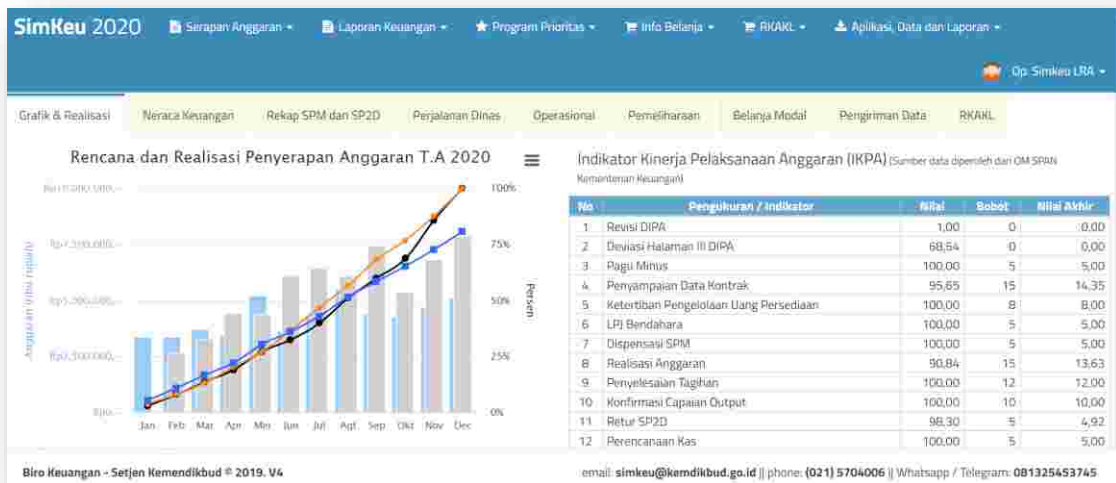 SimKeu 2020
Serapan Anggaran
Laporan Keuangan
Program Prioritas
Info Belanja
RKAKL
Aplikasi, Data dan Laporan
Op. Simkeu LRA
Grafik & Realisasi
Neraca Keuangan
Rekap SPM dan SP2D
Perjalanan Dinas
Operasional
Pemeliharaan
Belanja Modal
Pengiriman Data
RKAKL
Rencana dan Realisasi Penyerapan Anggaran T.A 2020
100%
75%
50%
25%
0%
Persen
Anggaran (ribu rupiah)
Jan Feb Mar Apr Mei Jun Jul Agt Sep Okt Nov Dec
Indikator Kinerja Pelaksanaan Anggaran (IKPA) (Sumber data diperoleh dari OM SPAN
Kementerian Keuangan)
No Pengukuran / Indikator Nilai Bobot Nilai Akhir
1 Revisi DIPA 1,00 0 0,00
2 Deviasi Halaman III DIPA 68,54 0 0,00
3 Pagu Minus 100,00 5 5,00
4 Penyampaian Data Kontrak 95,65 15 14,35
5 Ketertiban Pengelolaan Uang Persediaan 100,00 8 8,00
6 LPJ Bendahara 100,00 5 5,00
7 Dispensasi SPM 100,00 5 5,00
8 Realisasi Anggaran 90,84 15 13,63
9 Penyelesaian Tagihan 100,00 12 12,00
10 Konfirmasi Capaian Output 100,00 10 10,00
11 Retur SP2D 98,30 5 4,92
12 Perencanaan Kas 100,00 5 5,00
Biro Keuangan - Setjen Kemendikbud © 2019. V4
email: simkeu@kemdikbud.go.id || phone: (021) 5704006 || Whatsapp / Telegram: 081325453745